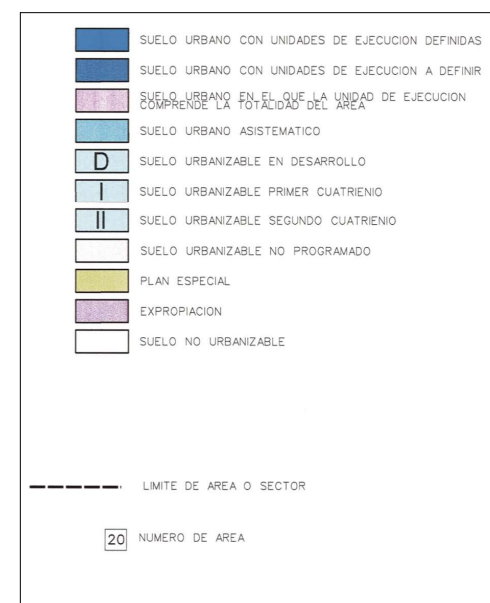 SUELO URBANO CON UNIDADES DE EJECUCION DEFINIDAS
SUELO URBANO CON UNIDADES DE EJECUCION A DEFINIR
SUELO URBANO EN EL QUE LA UNIDAD DE EJECUCION
COMPRENDE LA TOTALIDAD DEL AREA
SUELO URBANO ASISTEMATICO
D SUELO URBANIZABLE EN DESARROLLO
I SUELO URBANIZABLE PRIMER CUATRIENIO
II SUELO URBANIZABLE SEGUNDO CUATRIENIO
SUELO URBANIZABLE NO PROGRAMADO
PLAN ESPECIAL
EXPROPIACION
SUELO NO URBANIZABLE
LIMITE DE AREA O SECTOR
20 NUMERO DE AREA